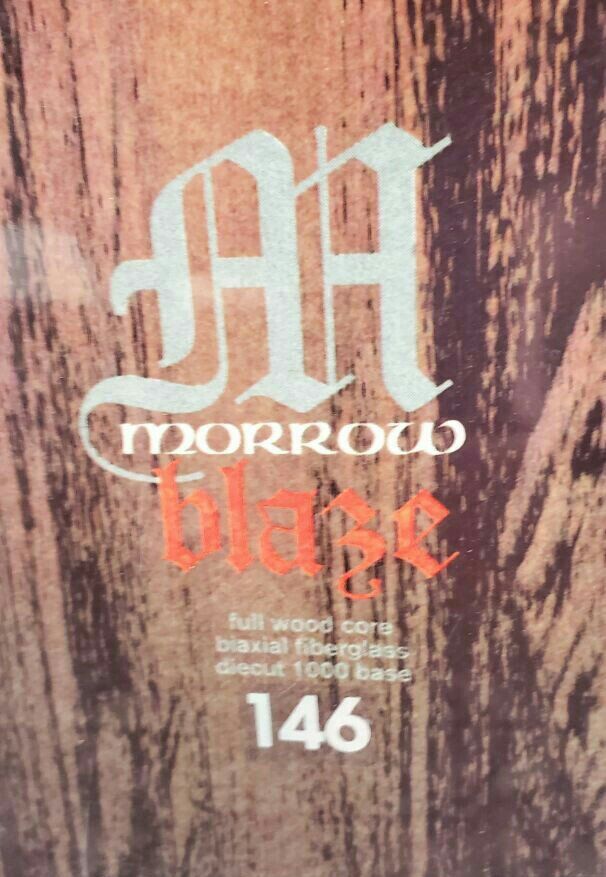 M
MORROW
blaze
full wood core
biaxial fiberglass
diecut 1000 base
146